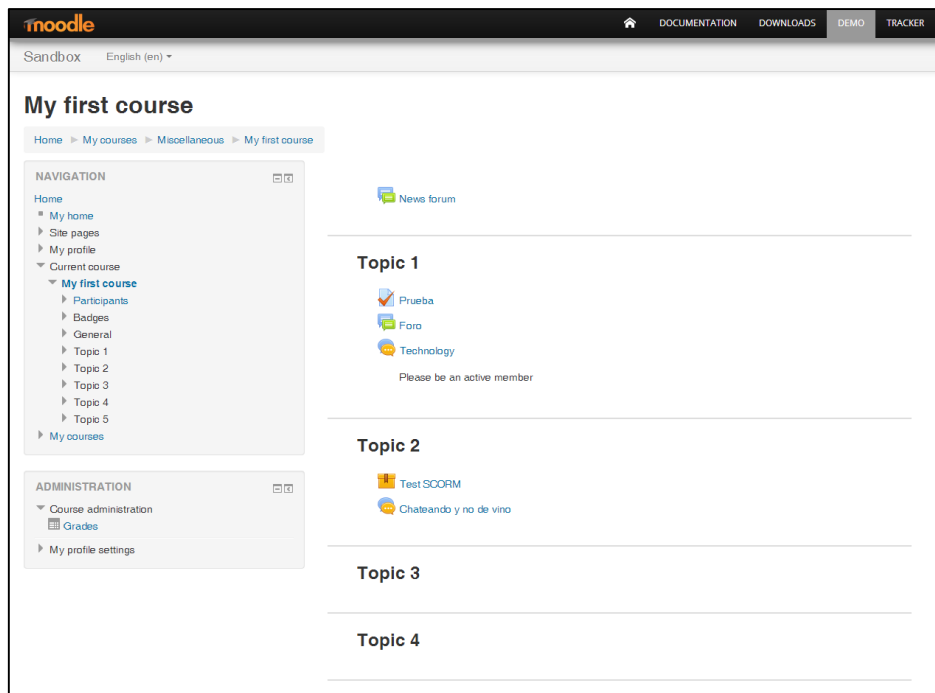 moodle
DOCUMENTATION DOWNLOADS DEMO TRACKER
Sandbox English (en)
My first course
Home My courses Miscellaneous My first course
NAVIGATION
Home
My home
Site pages
My profile
Current course
My first course
Participants
Badges
General
Topic 1
Topic 2
Topic 3
Topic 4
Topic 5
My courses
ADMINISTRATION
Course administration
Grades
My profile settings
News forum
Topic 1
Prueba
Foro
Technology
Please be an active member
Topic 2
Test SCORM
Chateando y no de vino
Topic 3
Topic 4